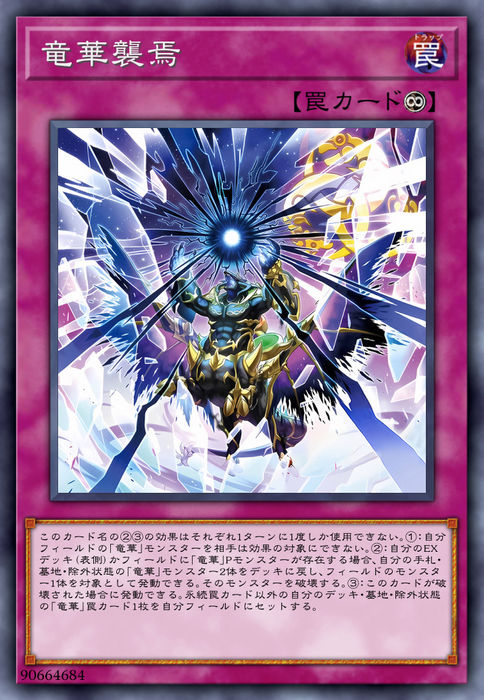 竜華襲焉
トラップ
罠
【罠カード】
このカード名の②③の効果はそれぞれ1ターンに1度しか使用できない。①：自分
フィールドの「竜華」モンスターを相手は効果の対象にできない。②：自分のEX
デッキ(表側)かフィールドに「竜華」Pモンスターが存在する場合、自分の手札・
墓地・除外状態の「竜華」モンスター2体をデッキに戻し、フィールドのモンスタ
ー1体を対象として発動できる。そのモンスターを破壊する。③：このカードが破
壊された場合に発動できる。永続罠カード以外の自分のデッキ・墓地・除外状態
の「竜華」罠カード1枚を自分フィールドにセットする。
90664684